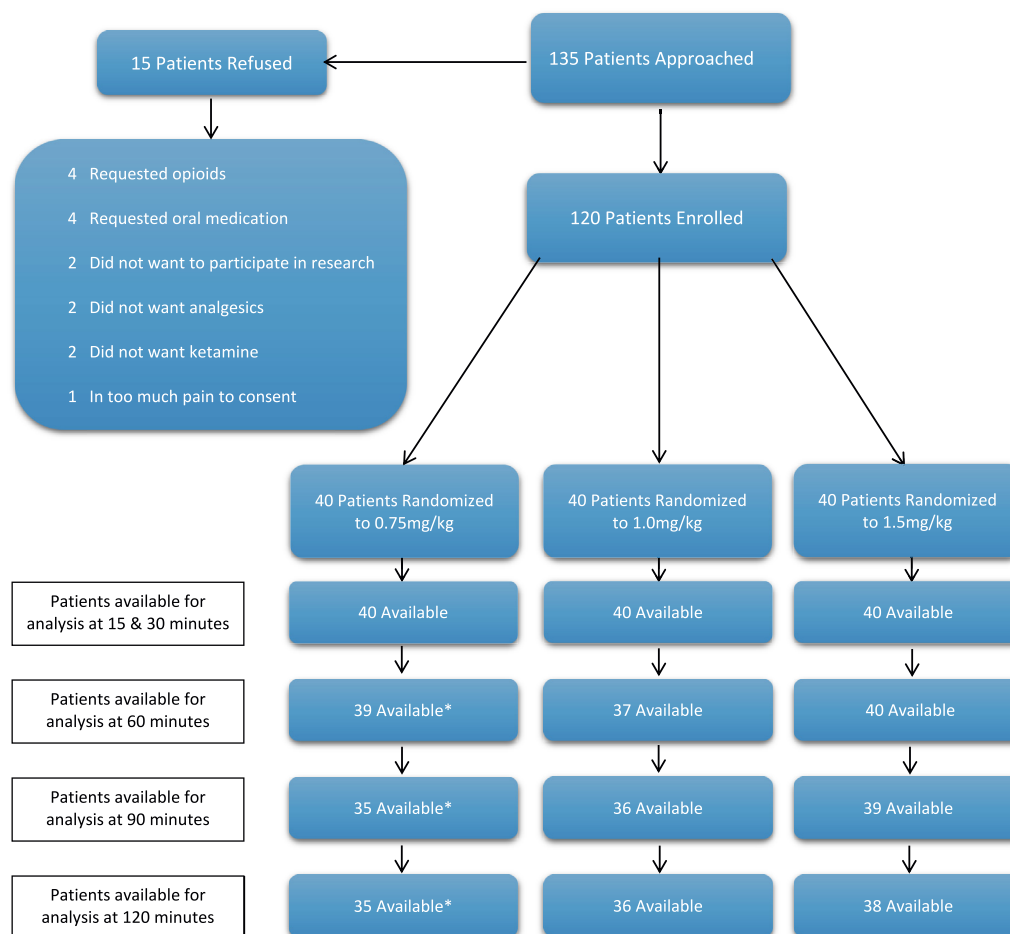 15 Patients Refused
135 Patients Approached
4 Requested opioids
4 Requested oral medication
2 Did not want to participate in research
2 Did not want analgesics
2 Did not want ketamine
1 In too much pain to consent
120 Patients Enrolled
40 Patients Randomized
to 0.75mg/kg
40 Patients Randomized
to 1.0mg/kg
40 Patients Randomized
to 1.5mg/kg
Patients available for
analysis at 15 & 30 minutes
40 Available
40 Available
40 Available
Patients available for
analysis at 60 minutes
39 Available*
37 Available
40 Available
Patients available for
analysis at 90 minutes
35 Available*
36 Available
39 Available
Patients available for
analysis at 120 minutes
35 Available*
36 Available
38 Available